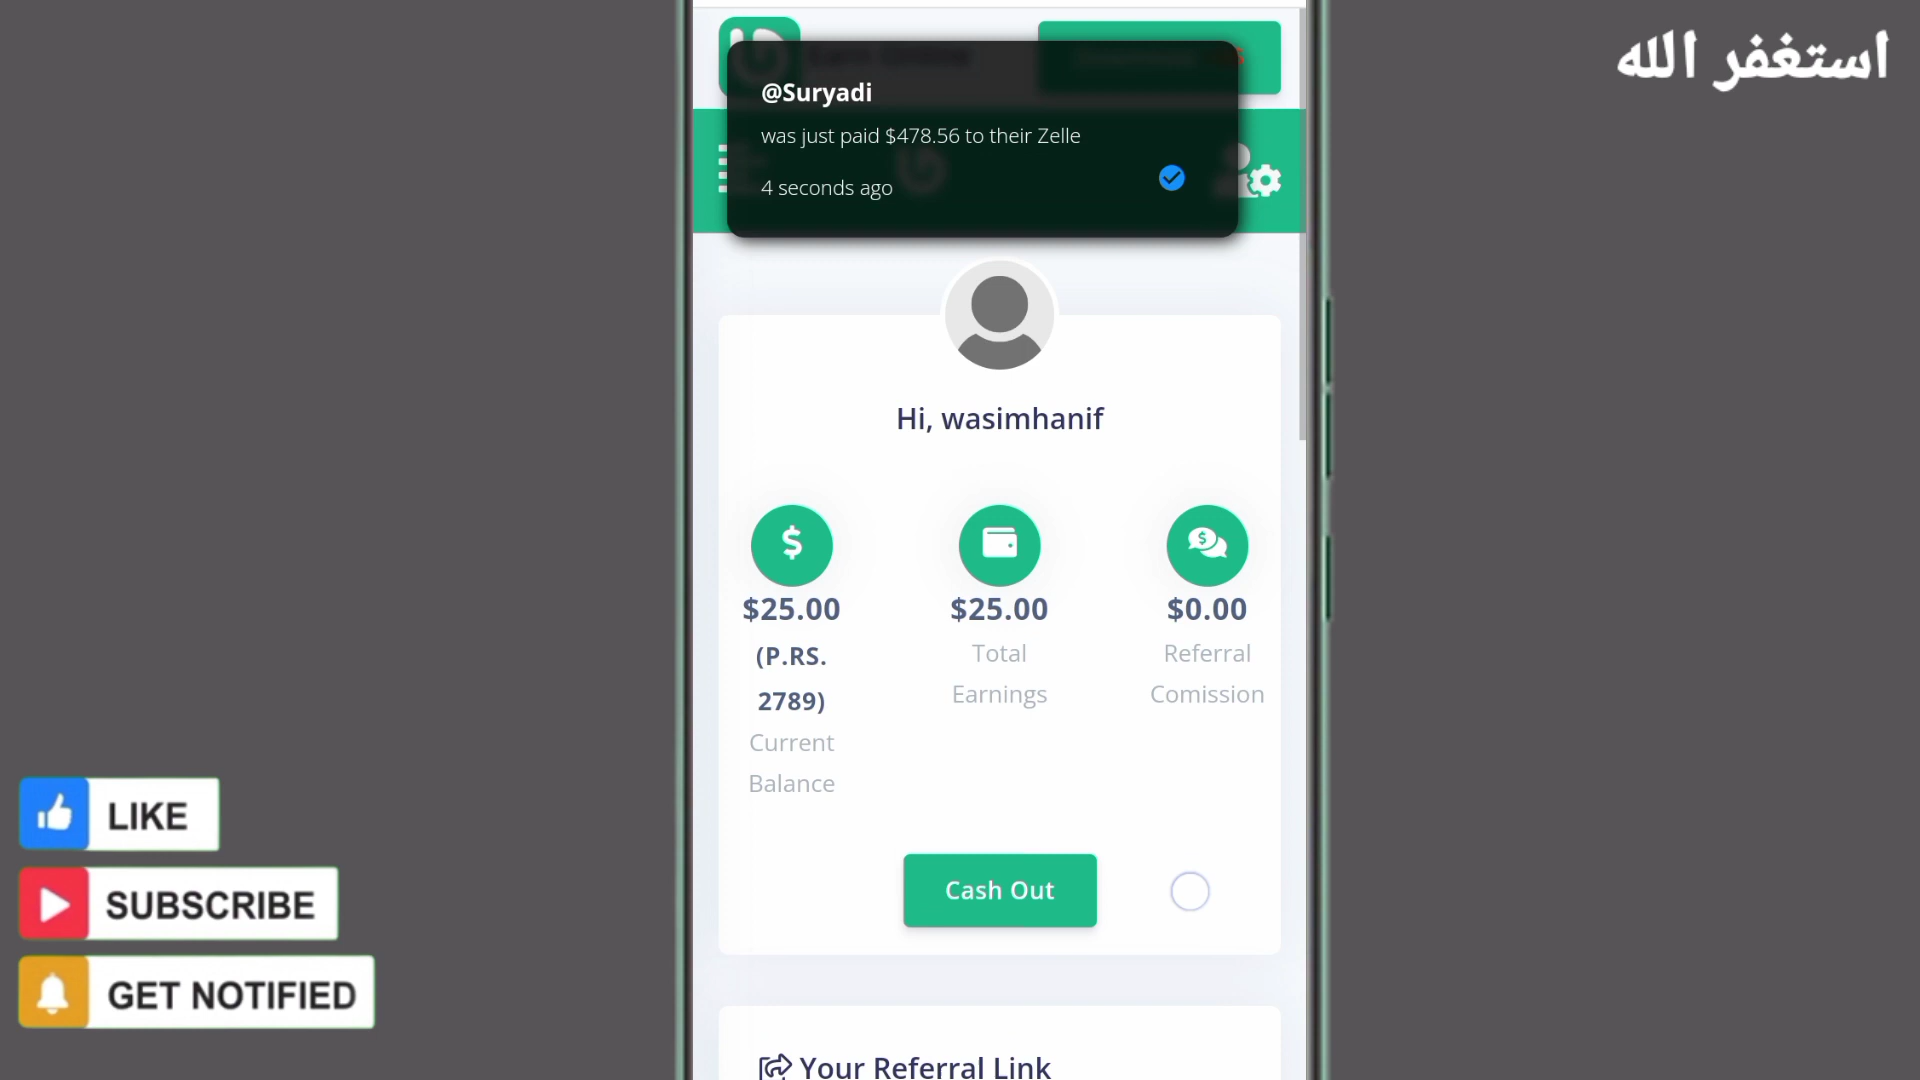 استغفر الله
@Suryadi
was just paid $478.56 to their Zelle
4 seconds ago
Hi, wasimhanif
$25.00
(P.RS.
2789)
Current
Balance
$25.00
Total
Earnings
$0.00
Referral
Comission
Cash Out
Your Referral Link
LIKE
SUBSCRIBE
GET NOTIFIED